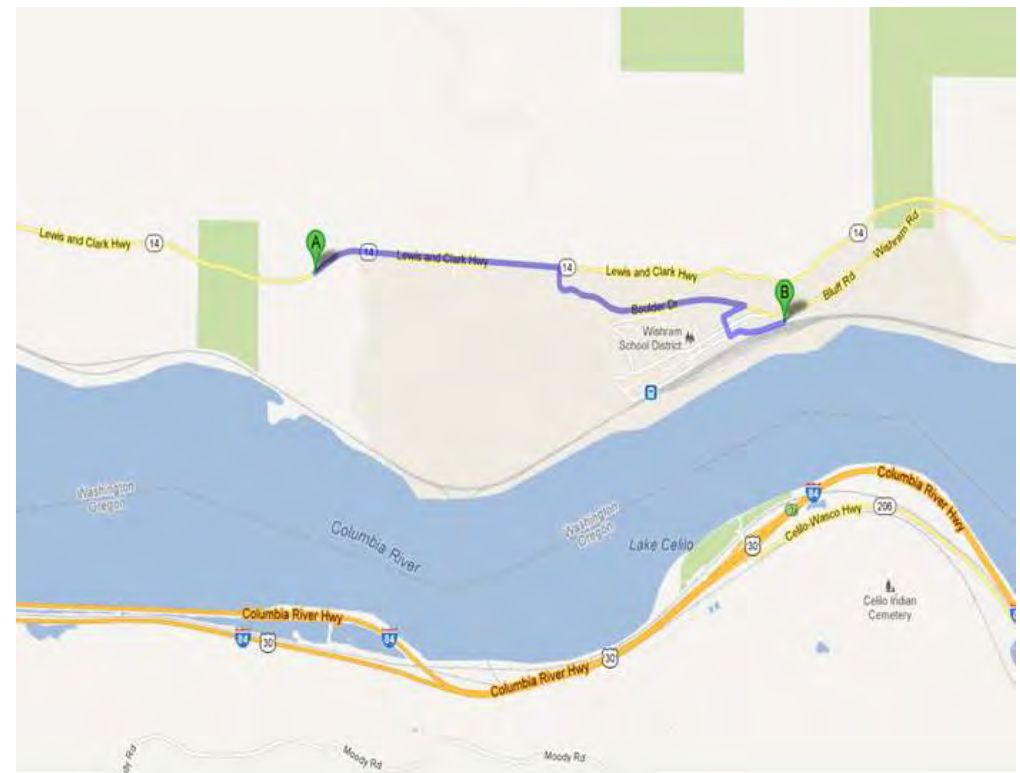 14
Wishram Rd
14
A
14
Lewis and Clark Hwy
14
Lewis and Clark Hwy
14
Lewis and Clark Hwy
B
Bluff Rd
Boulder Dr
Wishram
School District
Washington
Oregon
Columbia River
Washington
Oregon
Lake Celilo
84
Columbia River Hwy
206
Celilo-Wasco Hwy
30
Celilo Indian
Cemetery
Columbia River Hwy
84
30
84
30
Columbia River Hwy
Moody Rd
Moody Rd